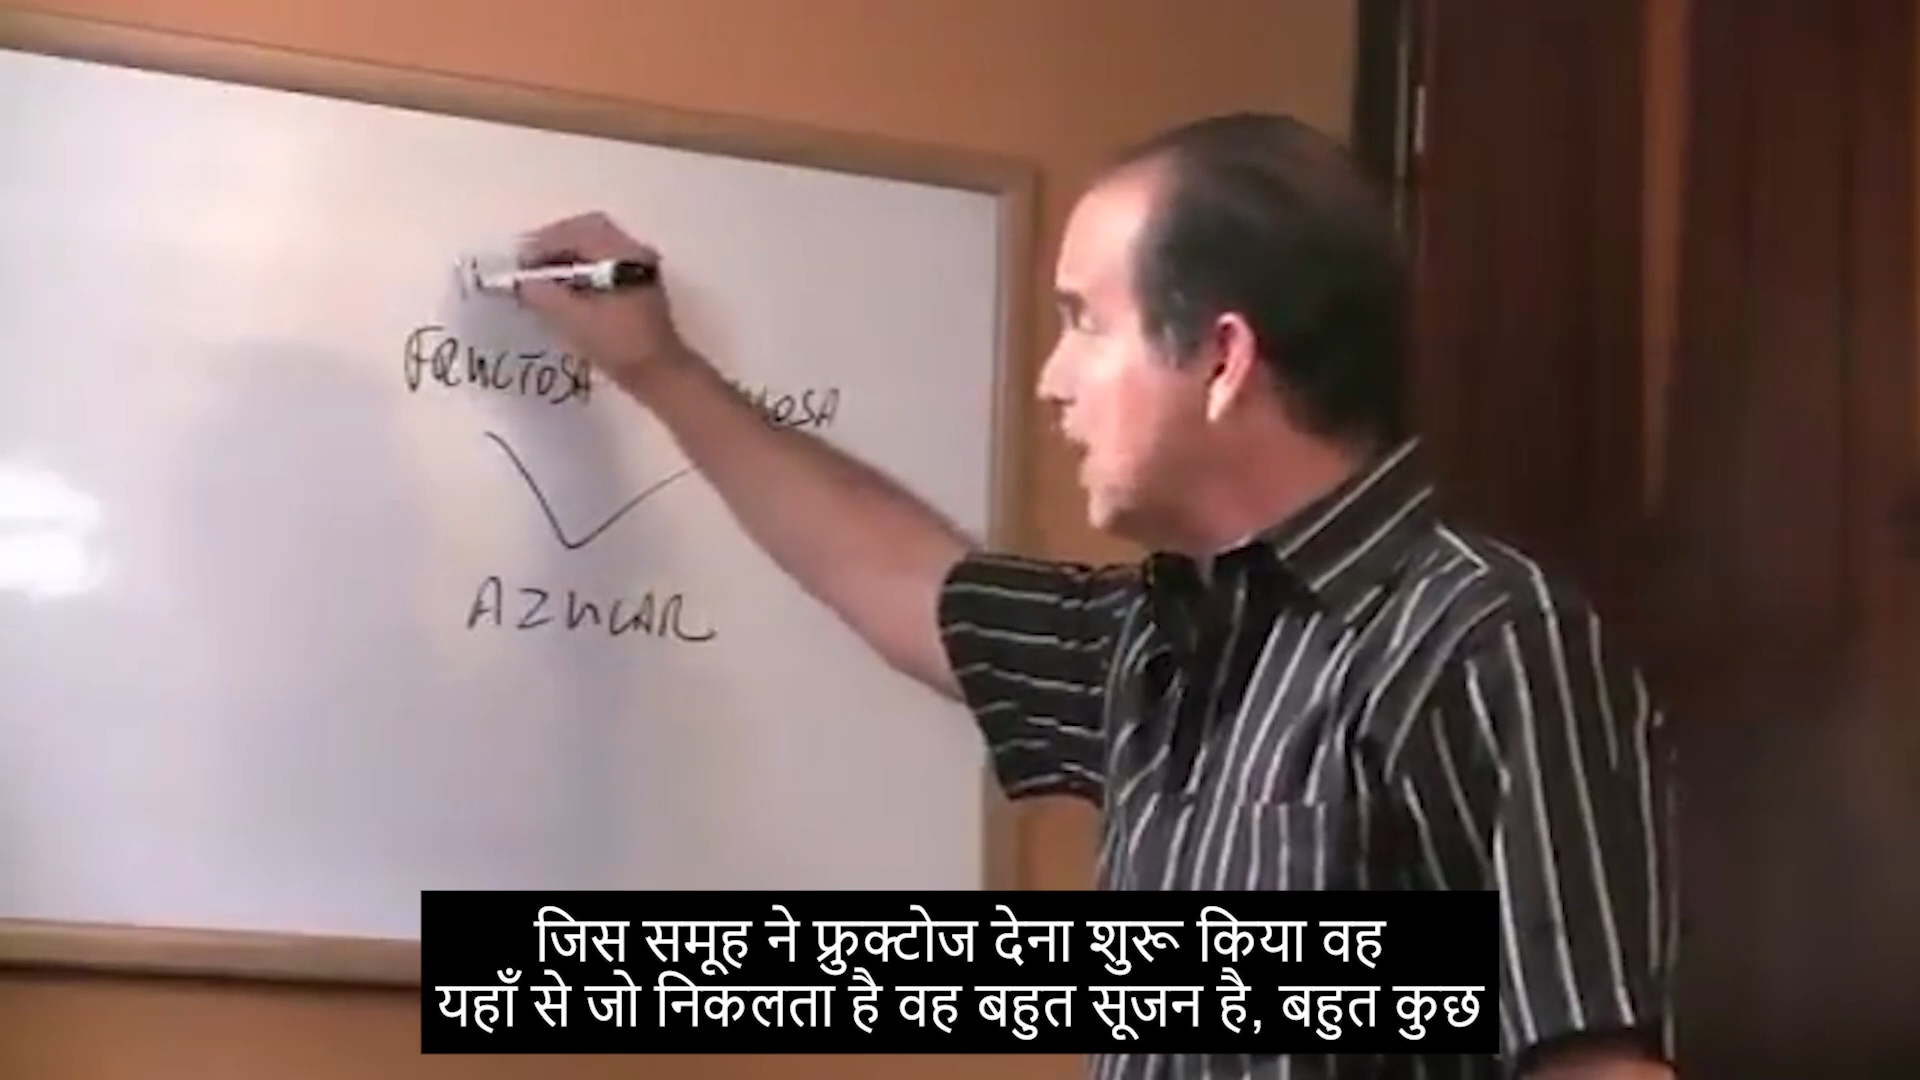 FRUCTOSA
AZUCAR
जिस समूह ने फ्रुक्टोज देना शुरू किया वह
यहाँ से जो निकलता है वह बहुत सूजन है, बहुत कुछ